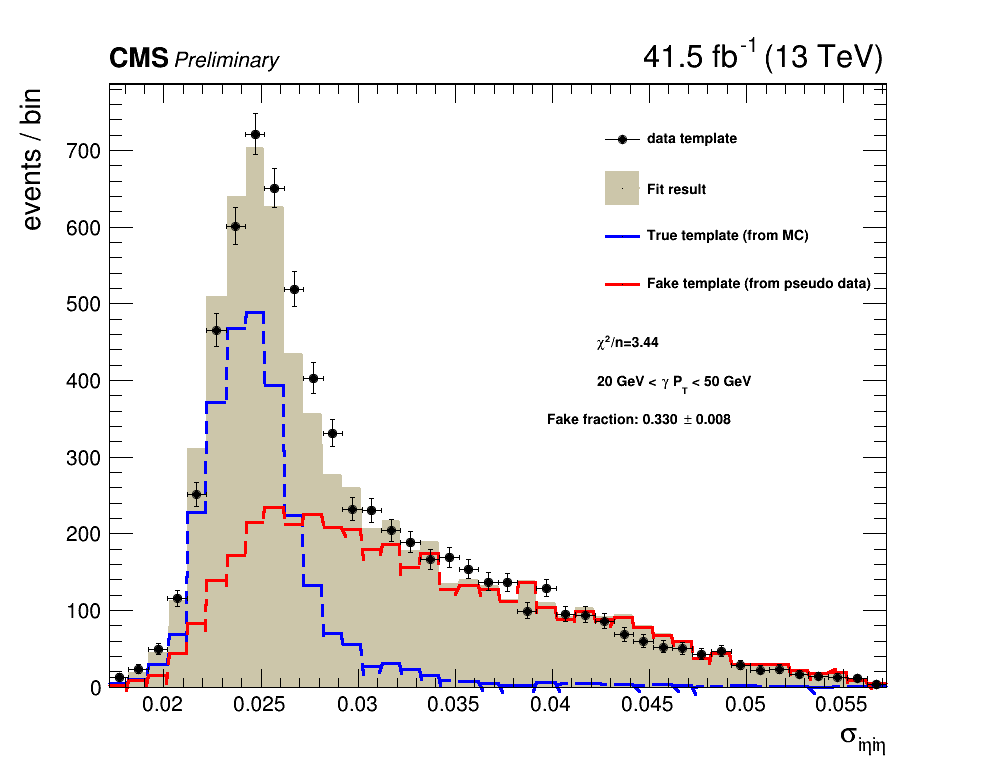 CMS Preliminary 41.5 fb⁻¹ (13 TeV)
events / bin
700
600
500
400
300
200
100
0
data template
Fit result
True template (from MC)
Fake template (from pseudo data)
χ²/n=3.44
20 GeV < γ P_T < 50 GeV
Fake fraction: 0.330 ± 0.008
0.02 0.025 0.03 0.035 0.04 0.045 0.05 0.055
σ_iηiη